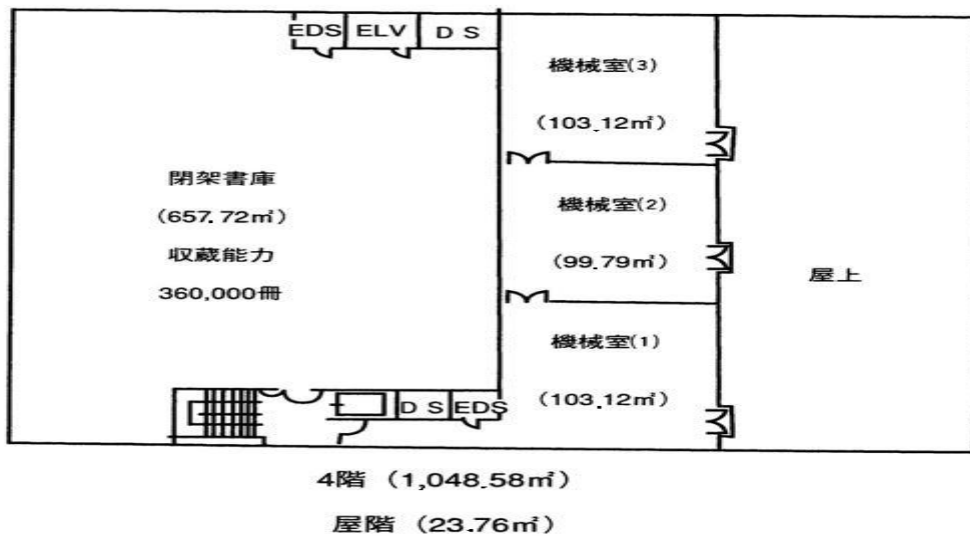 EDS ELV D S
機械室(3)
(103.12㎡)
閉架書庫
(657.72㎡)
収蔵能力
360,000冊
機械室(2)
(99.79㎡)
屋上
機械室(1)
(103.12㎡)
D S EDS
4階 (1,048.58㎡)
屋階 (23.76㎡)